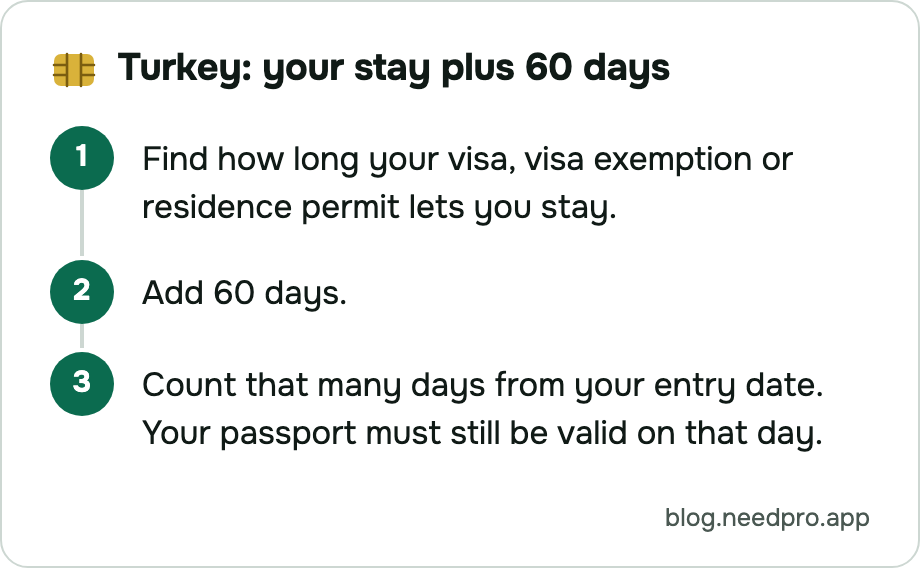 Turkey: your stay plus 60 days
1
Find how long your visa, visa exemption or
residence permit lets you stay.
2
Add 60 days.
3
Count that many days from your entry date.
Your passport must still be valid on that day.
blog.needpro.app